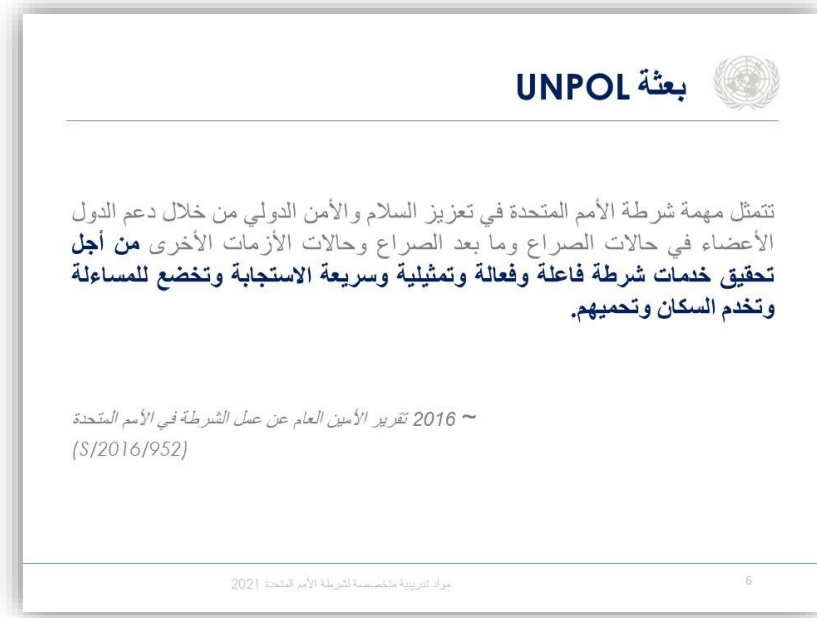 بعثة UNPOL
تتمثل مهمة شرطة الأمم المتحدة في تعزيز السلام والأمن الدولي من خلال دعم الدول
الأعضاء في حالات الصراع وما بعد الصراع وحالات الأزمات الأخرى من أجل
تحقيق خدمات شرطة فاعلة وفعالة وتمثيلية وسريعة الاستجابة وتخضع للمساءلة
وتخدم السكان وتحميهم.
~ 2016 تقرير الأمين العام عن عمل الشرطة في الأمم المتحدة
(S/2016/952)
مواد تدريبية متخصصة لشرطة الأمم المتحدة 2021
6